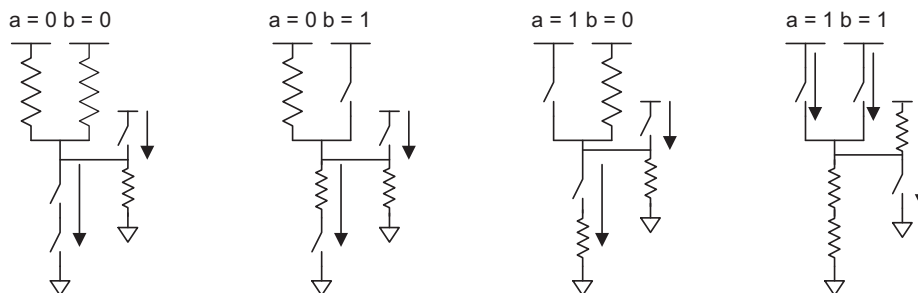 a = 0 b = 0
a = 0 b = 1
a = 1 b = 0
a = 1 b = 1